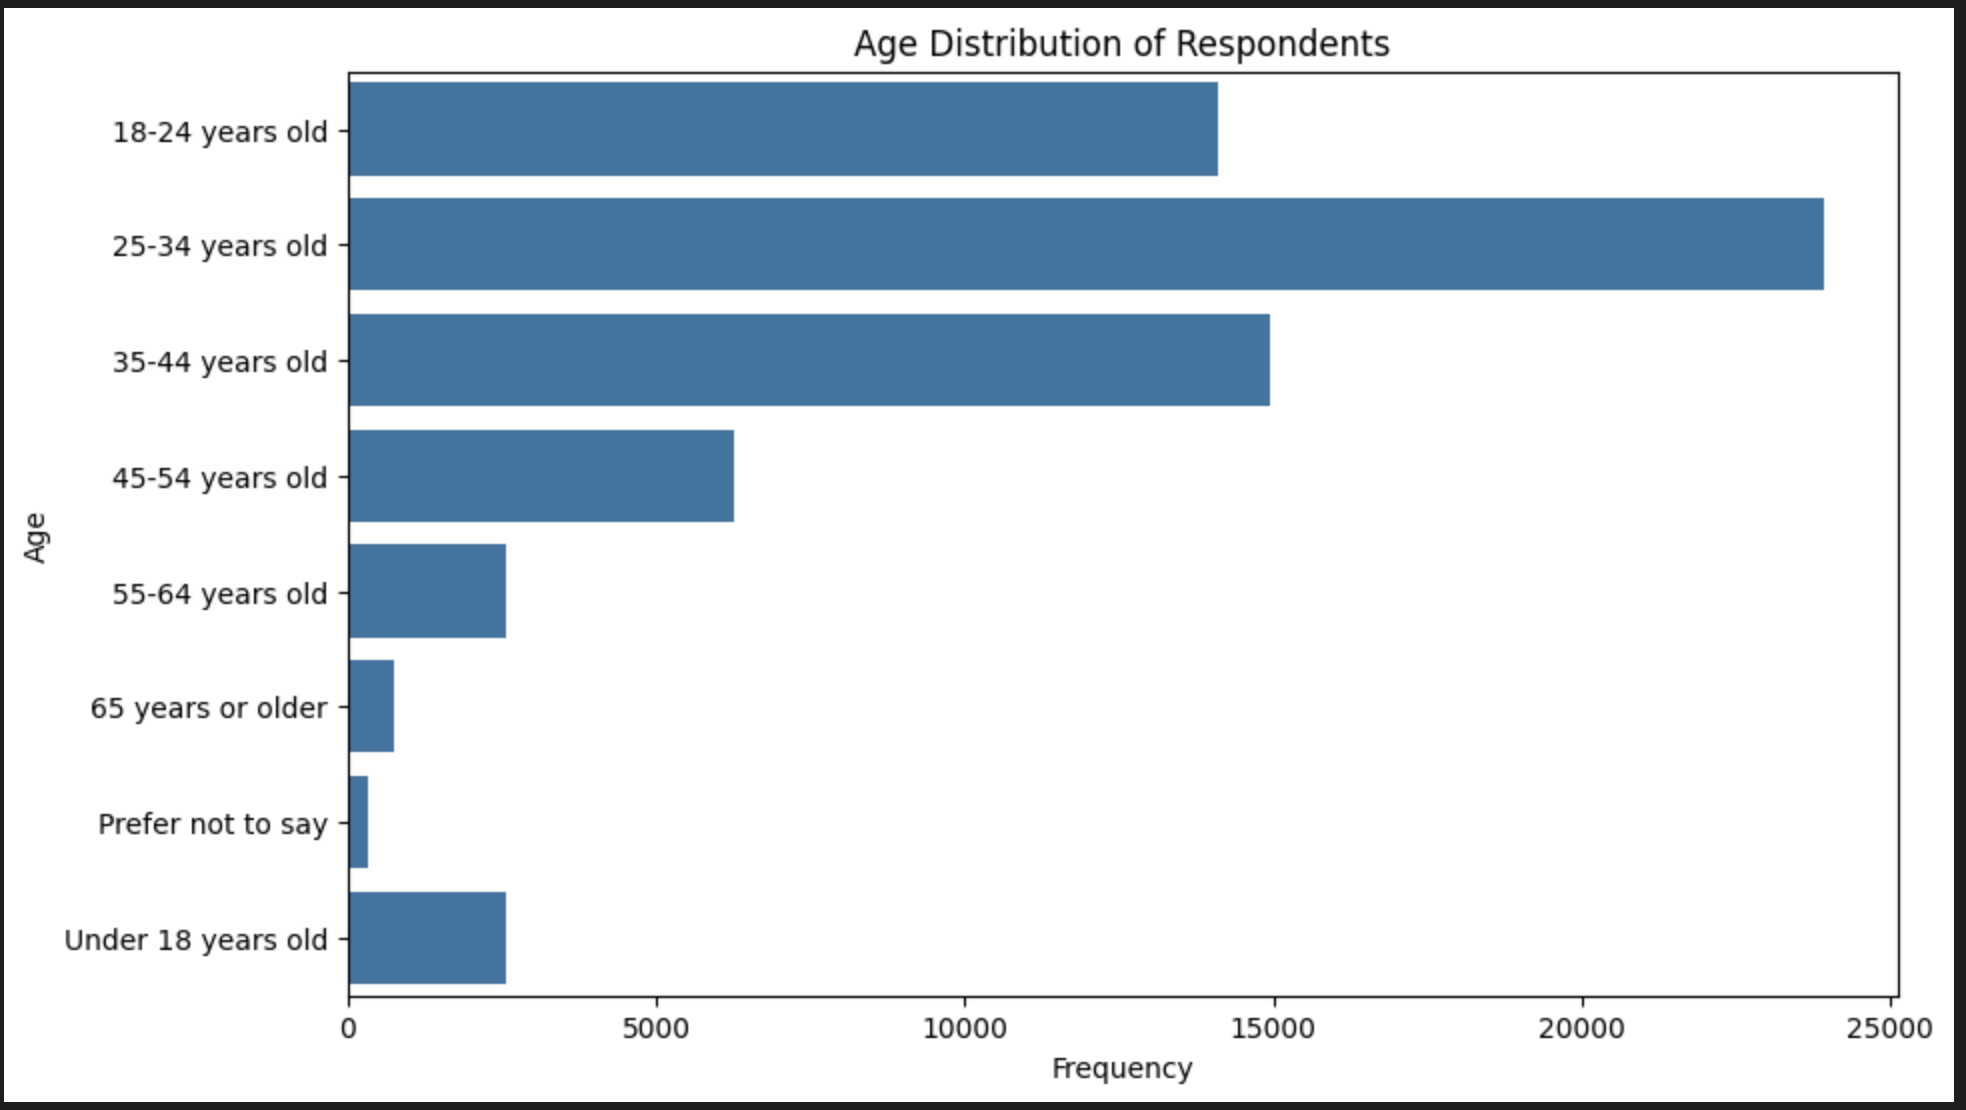 Age Distribution of Respondents
Age
18-24 years old
25-34 years old
35-44 years old
45-54 years old
55-64 years old
65 years or older
Prefer not to say
Under 18 years old
0 5000 10000 15000 20000 25000
Frequency